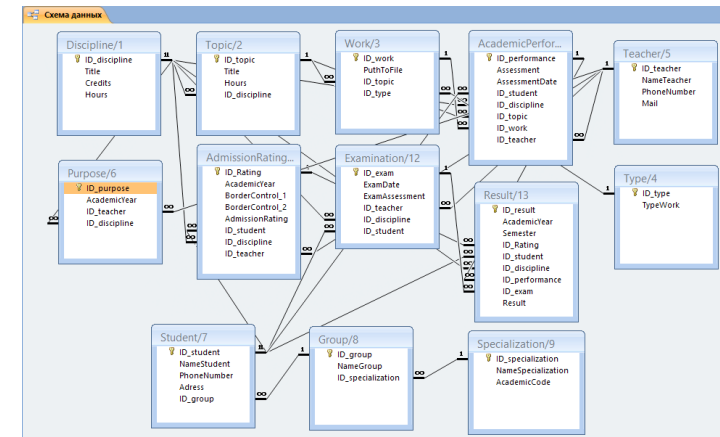 Схема данных
Discipline/1
ID_discipline
Title
Credits
Hours
Topic/2
ID_topic
Title
Hours
ID_discipline
Work/3
ID_work
PuthToFile
ID_topic
ID_type
AcademicPerfor...
ID_performance
Assessment
AssessmentDate
ID_student
ID_discipline
ID_topic
ID_work
ID_teacher
Teacher/5
ID_teacher
NameTeacher
PhoneNumber
Mail
Purpose/6
ID_purpose
AcademicYear
ID_teacher
ID_discipline
AdmissionRating...
ID_Rating
AcademicYear
BorderControl_1
BorderControl_2
AdmissionRating
ID_student
ID_discipline
ID_teacher
Examination/12
ID_exam
ExamDate
ExamAssessment
ID_teacher
ID_discipline
ID_student
Result/13
ID_result
AcademicYear
Semester
ID_Rating
ID_student
ID_discipline
ID_performance
ID_exam
Result
Type/4
ID_type
TypeWork
Student/7
ID_student
NameStudent
PhoneNumber
Adress
ID_group
Group/8
ID_group
NameGroup
ID_specialization
Specialization/9
ID_specialization
NameSpecialization
AcademicCode